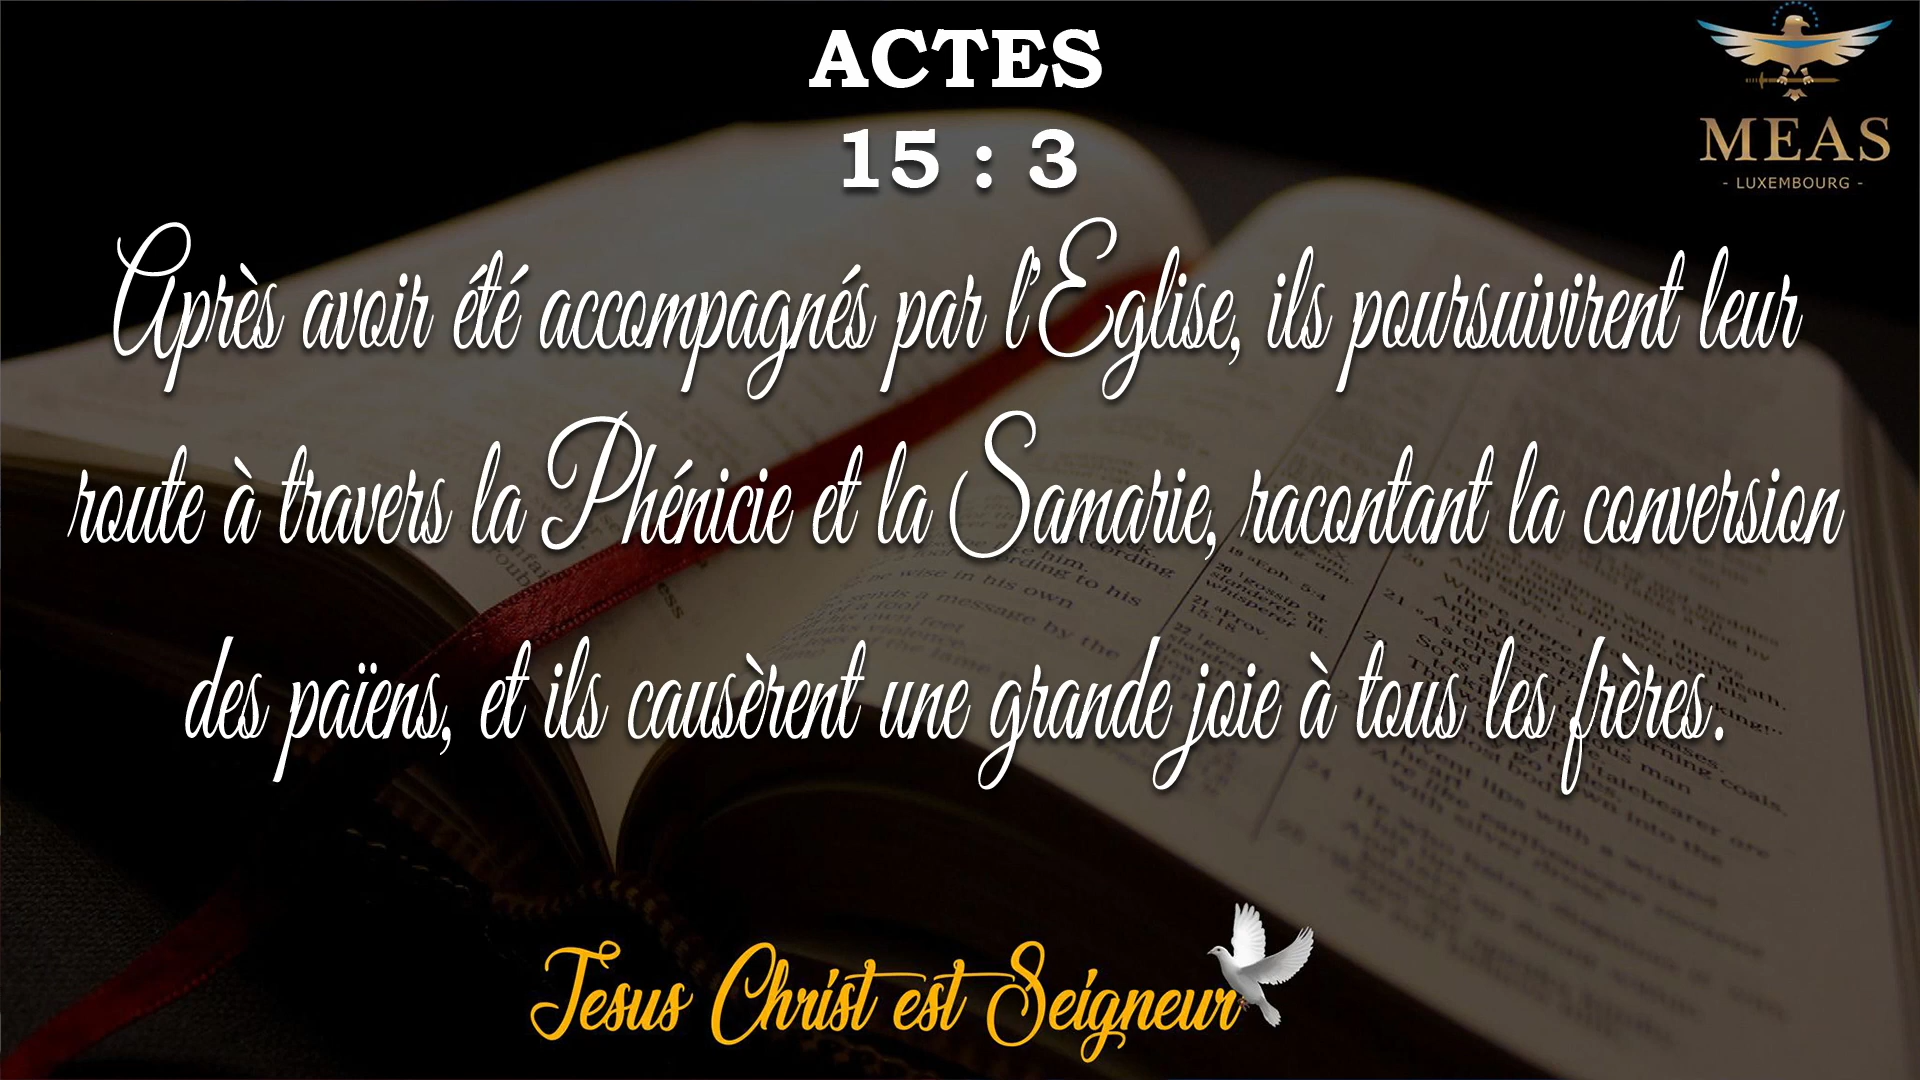 ACTES
15 : 3
MEAS
- LUXEMBOURG -
Après avoir été accompagnés par l'Eglise, ils poursuivirent leur
route à travers la Phénicie et la Samarie, racontant la conversion
des païens, et ils causèrent une grande joie à tous les frères.
Jesus Christ est Seigneur